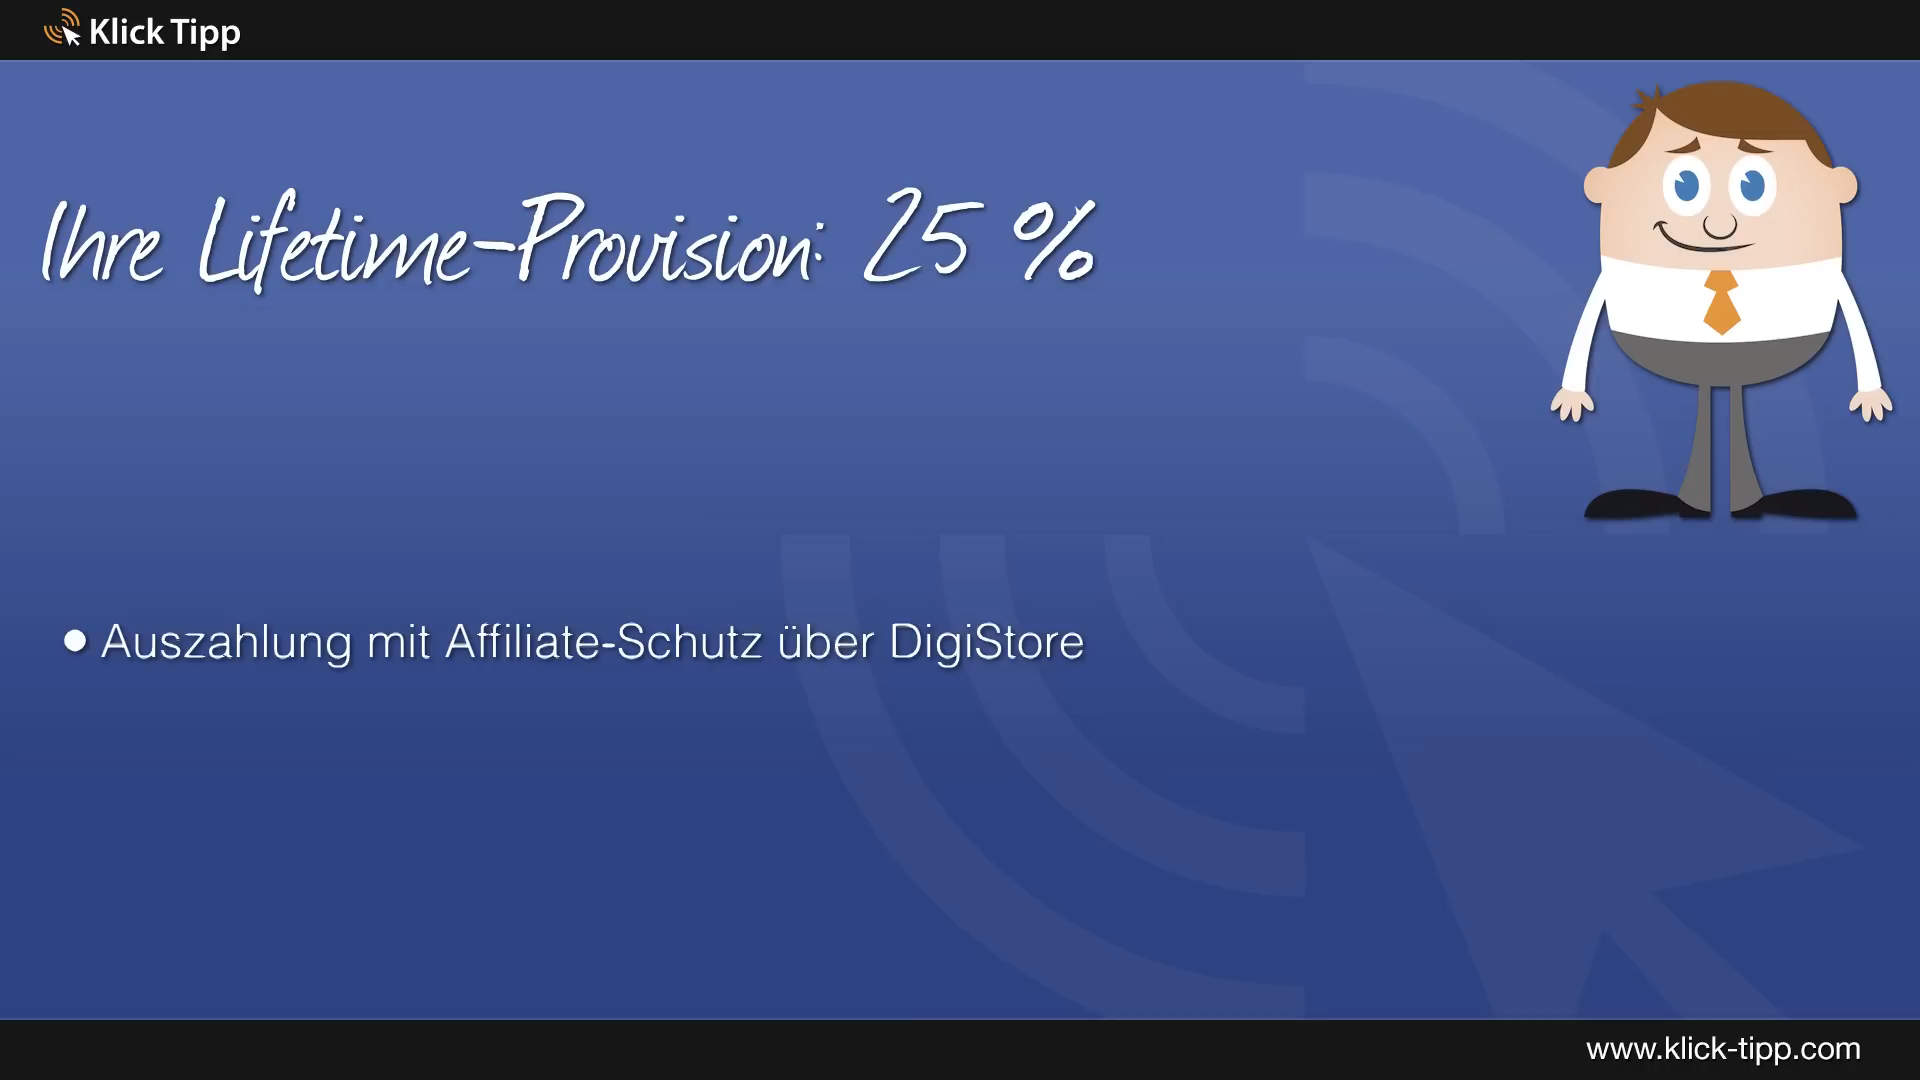 Klick Tipp
Ihre Lifetime-Provision: 25 %
• Auszahlung mit Affiliate-Schutz über DigiStore
www.klick-tipp.com